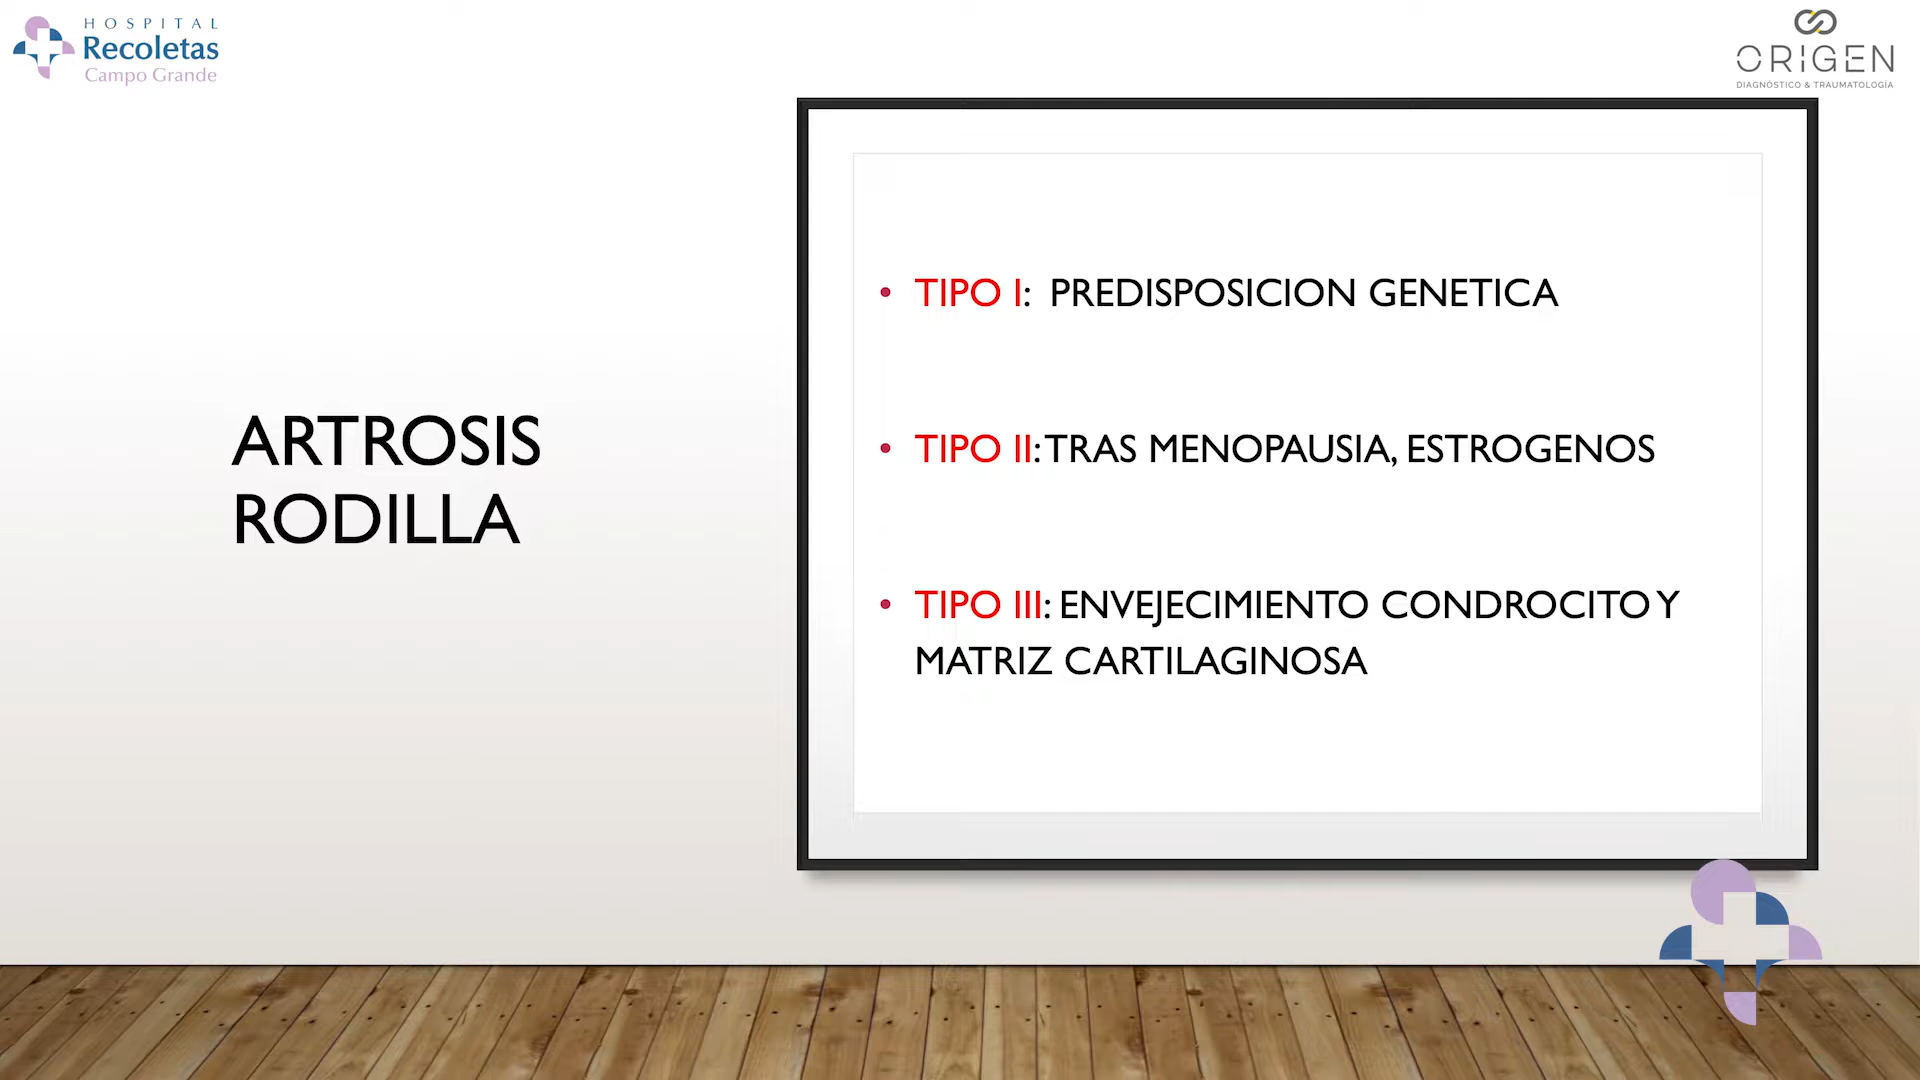 HOSPITAL
Recoletas
Campo Grande
ORIGEN
DIAGNÓSTICO & TRAUMATOLOGÍA
ARTROSIS
RODILLA
• TIPO I: PREDISPOSICION GENETICA
• TIPO II: TRAS MENOPAUSIA, ESTROGENOS
• TIPO III: ENVEJECIMIENTO CONDROCITO Y
MATRIZ CARTILAGINOSA